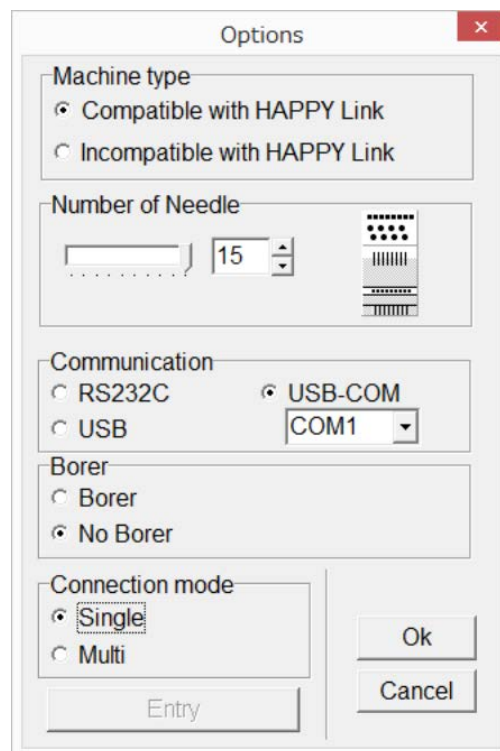 Options
Machine type
Compatible with HAPPY Link
Incompatible with HAPPY Link
Number of Needle
15
Communication
RS232C
USB-COM
USB
COM1
Borer
Borer
No Borer
Connection mode
Single
Multi
Ok
Cancel
Entry